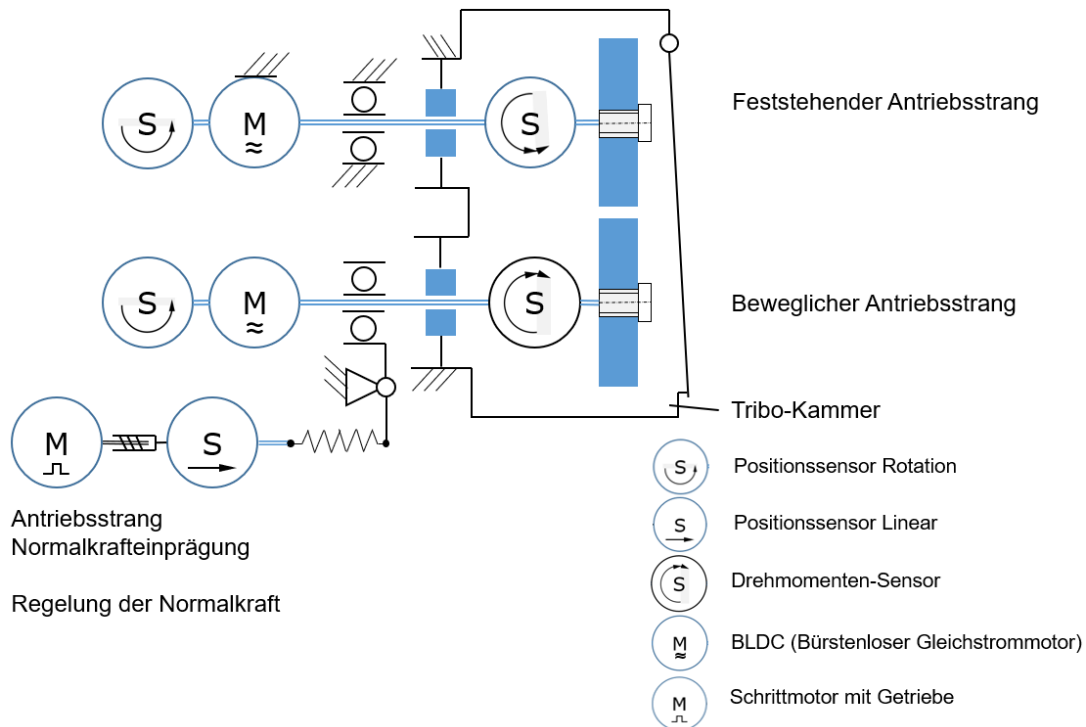 S
M
≈
S
Feststehender Antriebsstrang
S
M
≈
S
Beweglicher Antriebsstrang
M
S
Tribo-Kammer
Antriebsstrang
Normalkrafteinprägung
Regelung der Normalkraft
S
Positionssensor Rotation
S
Positionssensor Linear
S
Drehmomenten-Sensor
M
≈
BLDC (Bürstenloser Gleichstrommotor)
M
Schrittmotor mit Getriebe